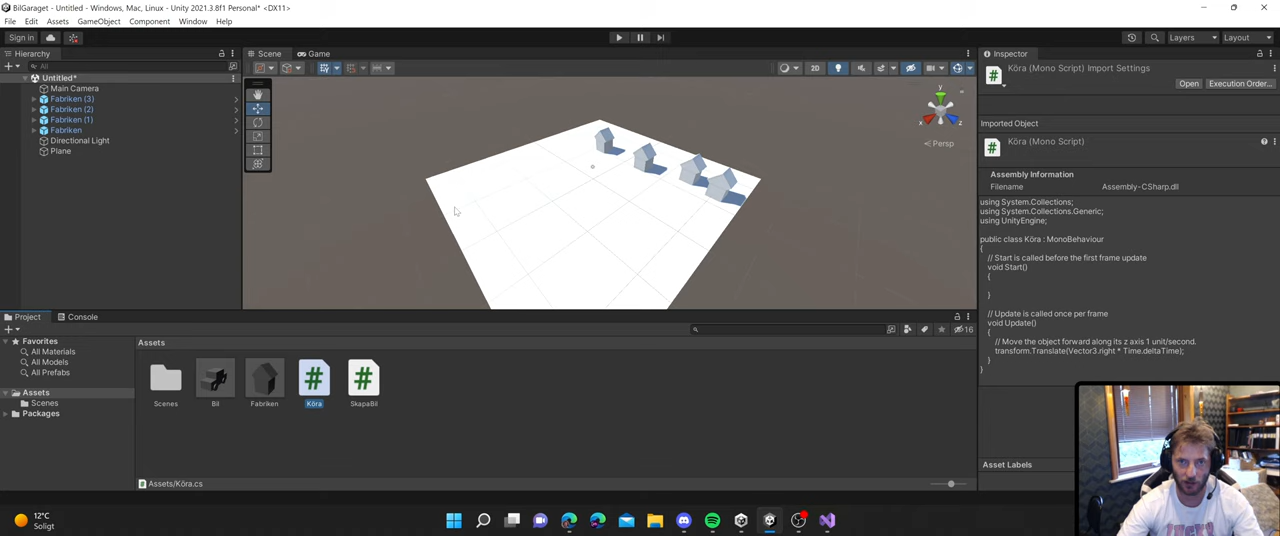 BilGaraget - Untitled - Windows, Mac, Linux - Unity 2021.3.8f1 Personal* <DX11>
File Edit Assets GameObject Component Window Help
Sign in
Layers Layout
Hierarchy
All
Untitled*
Main Camera
Fabriken (3)
Fabriken (2)
Fabriken (1)
Fabriken
Directional Light
Plane
Scene Game
2D
y
x
z
Persp
Inspector
Köra (Mono Script) Import Settings
Open Execution Order...
Imported Object
Köra (Mono Script)
Assembly Information
Filename Assembly-CSharp.dll
using System.Collections;
using System.Collections.Generic;
using UnityEngine;
public class Köra : MonoBehaviour
{
// Start is called before the first frame update
void Start()
{
}
// Update is called once per frame
void Update()
{
// Move the object forward along its z axis 1 unit/second.
transform.Translate(Vector3.right * Time.deltaTime);
}
}
Asset Labels
Project Console
16
Favorites
All Materials
All Models
All Prefabs
Assets
Scenes
Packages
Assets
Scenes Bil Fabriken Köra SkapaBil
Assets/Köra.cs
12°C
Soligt